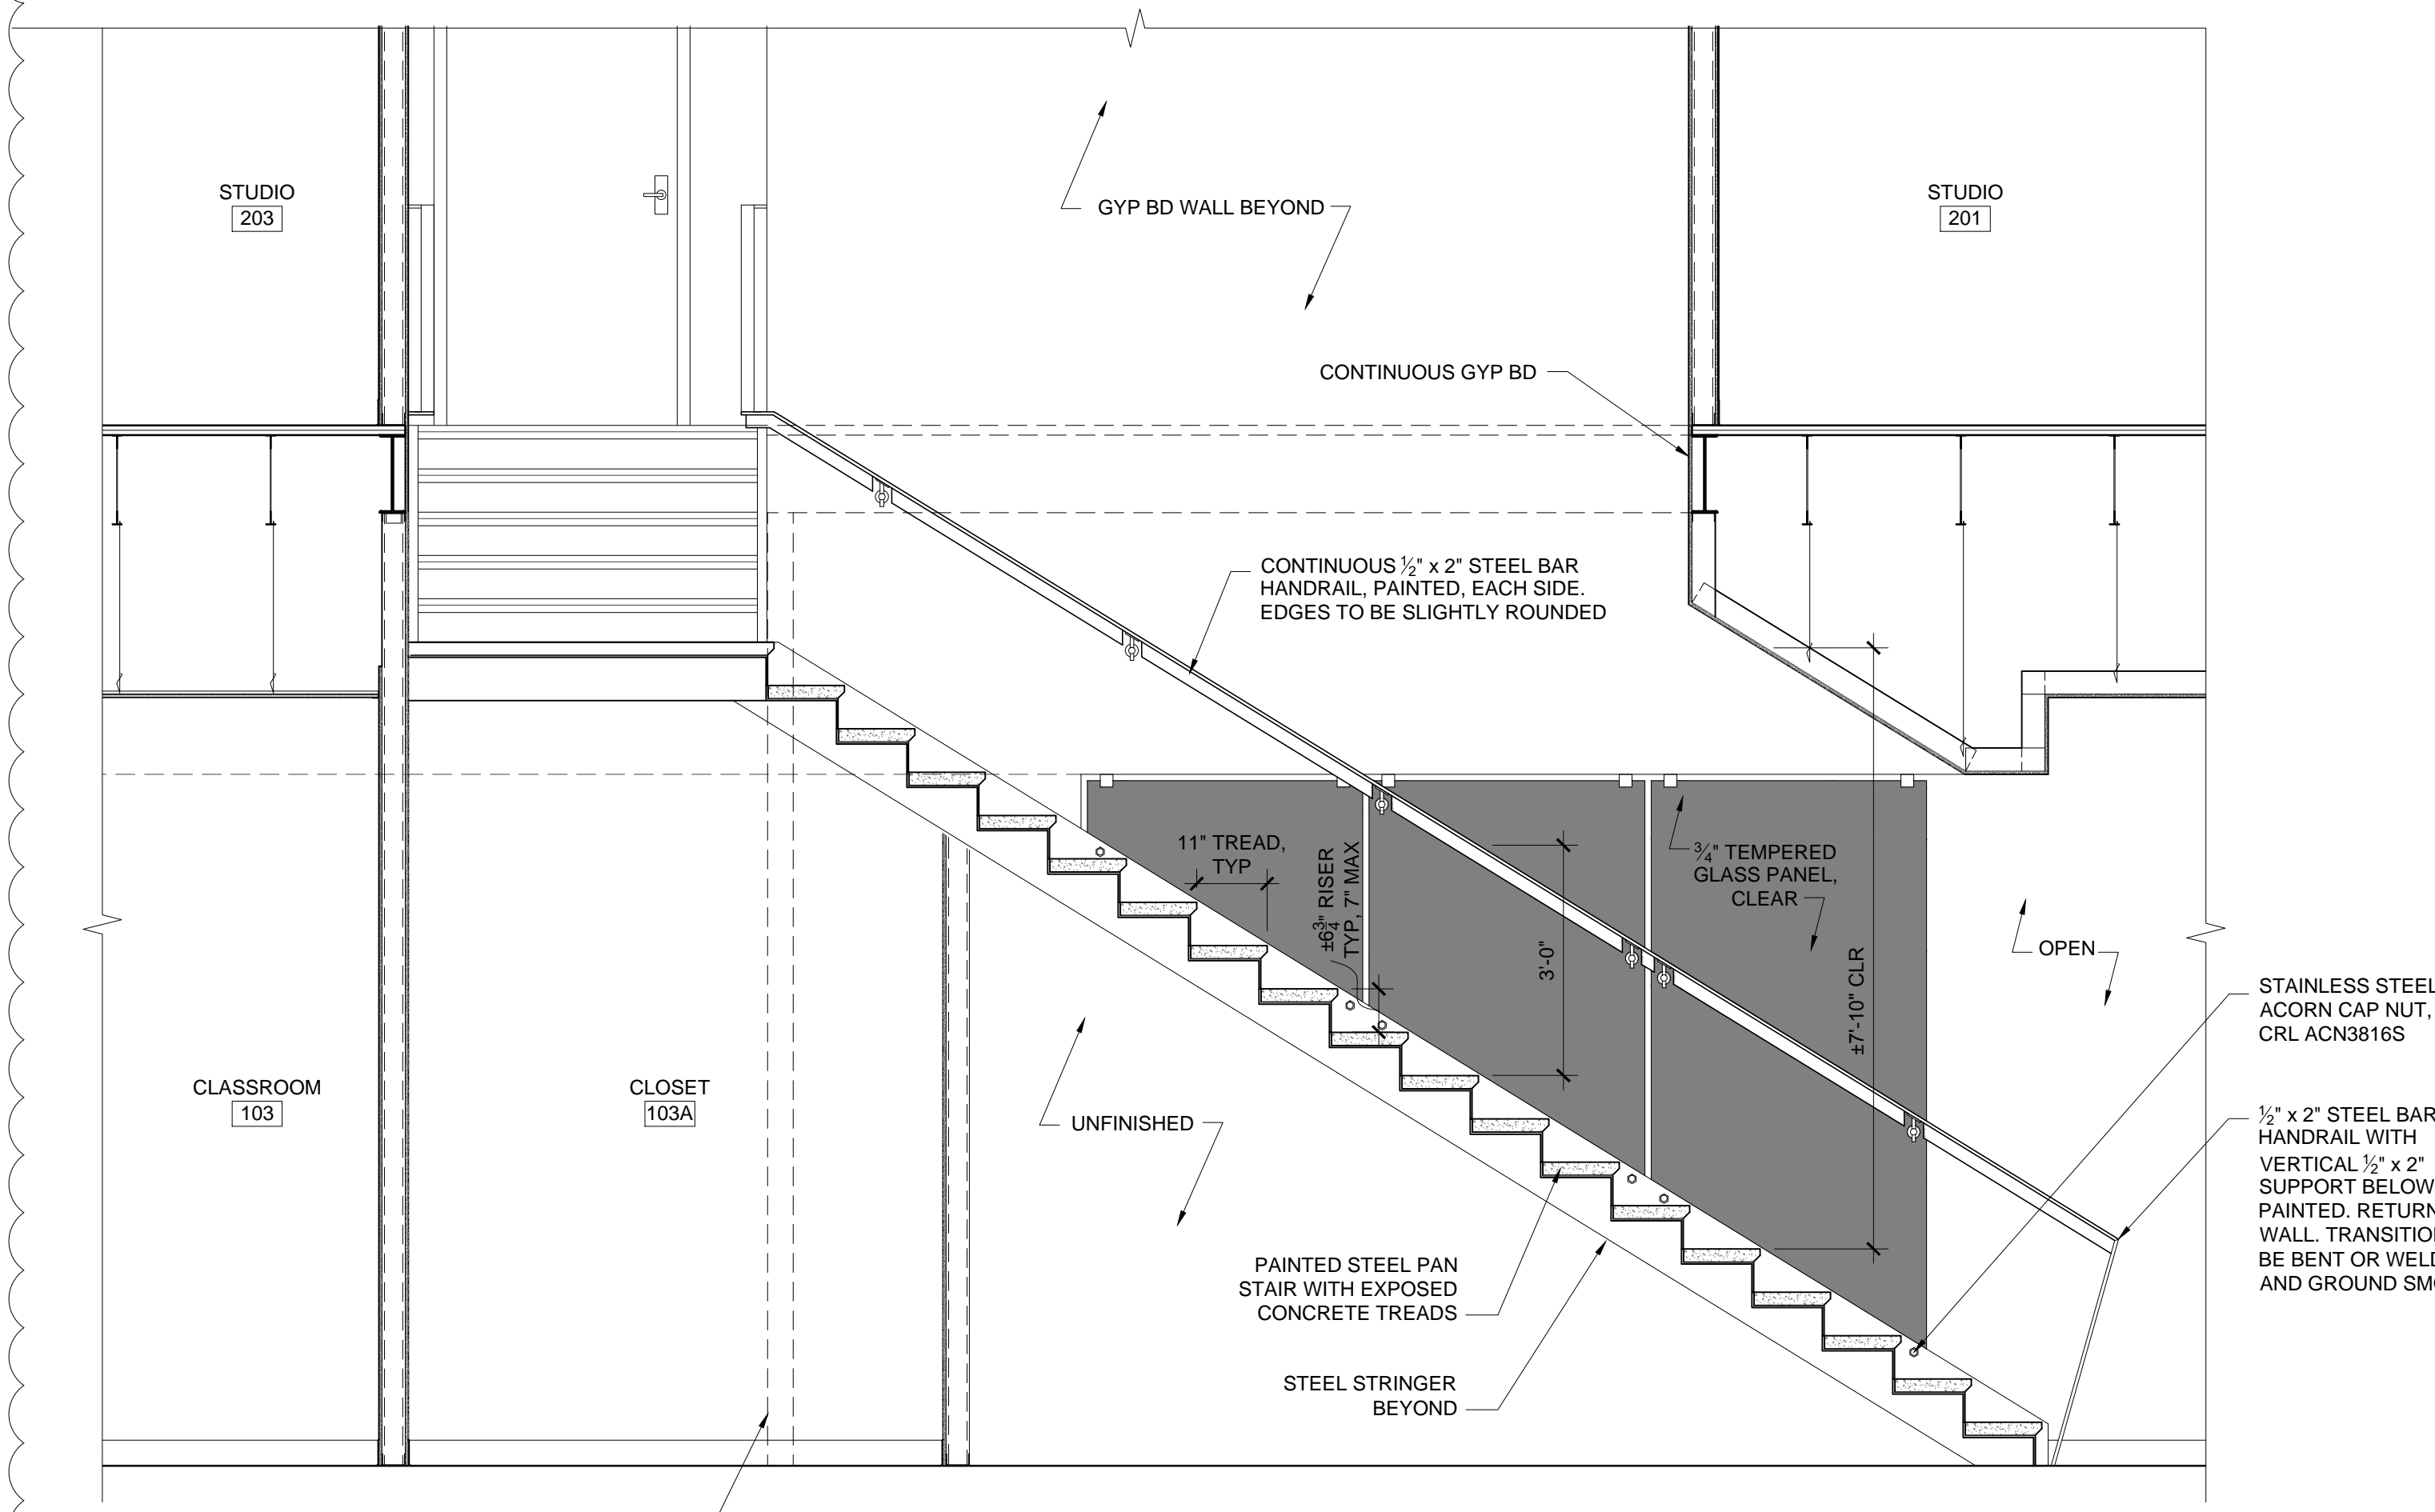 STUDIO
203
GYP BD WALL BEYOND
STUDIO
201
CONTINUOUS GYP BD
CONTINUOUS ½" x 2" STEEL BAR
HANDRAIL, PAINTED, EACH SIDE.
EDGES TO BE SLIGHTLY ROUNDED
11" TREAD,
TYP
±6¾" RISER
TYP, 7" MAX
3'-0"
¾" TEMPERED
GLASS PANEL,
CLEAR
±7'-10" CLR
OPEN
STAINLESS STEEL
ACORN CAP NUT,
CRL ACN3816S
CLASSROOM
103
CLOSET
103A
UNFINISHED
½" x 2" STEEL BAR
HANDRAIL WITH
VERTICAL ½" x 2"
SUPPORT BELOW
PAINTED. RETURN
WALL. TRANSITION
BE BENT OR WELD
AND GROUND SM
PAINTED STEEL PAN
STAIR WITH EXPOSED
CONCRETE TREADS
STEEL STRINGER
BEYOND